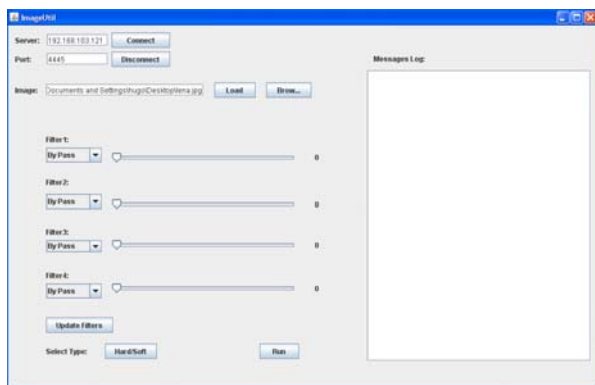 ImageUtil
Server: 192.168.103.121 Connect
Port: 4445 Disconnect
Messages Log:
Image: Documents and Settings\hugo\Desktop\lena.jpg Load Brow...
Filter1:
By Pass 0
Filter2:
By Pass 0
Filter3:
By Pass 0
Filter4:
By Pass 0
Update Filters
Select Type: Hard/Soft Run